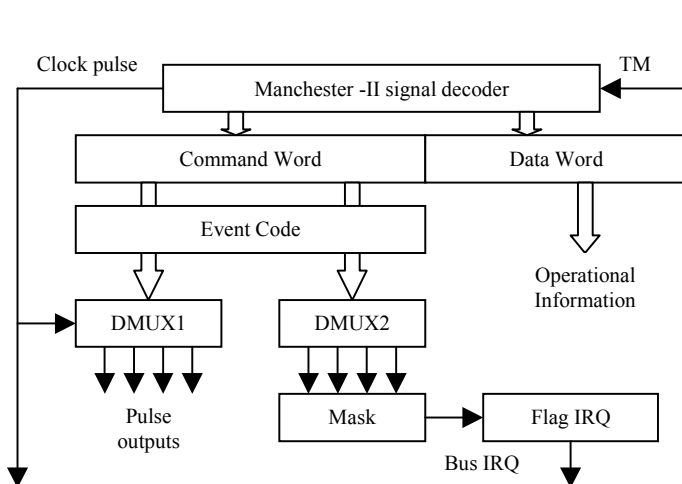 Clock pulse
TM
Manchester -II signal decoder
Command Word
Data Word
Event Code
Operational
Information
DMUX1
DMUX2
Pulse
outputs
Mask
Flag IRQ
Bus IRQ